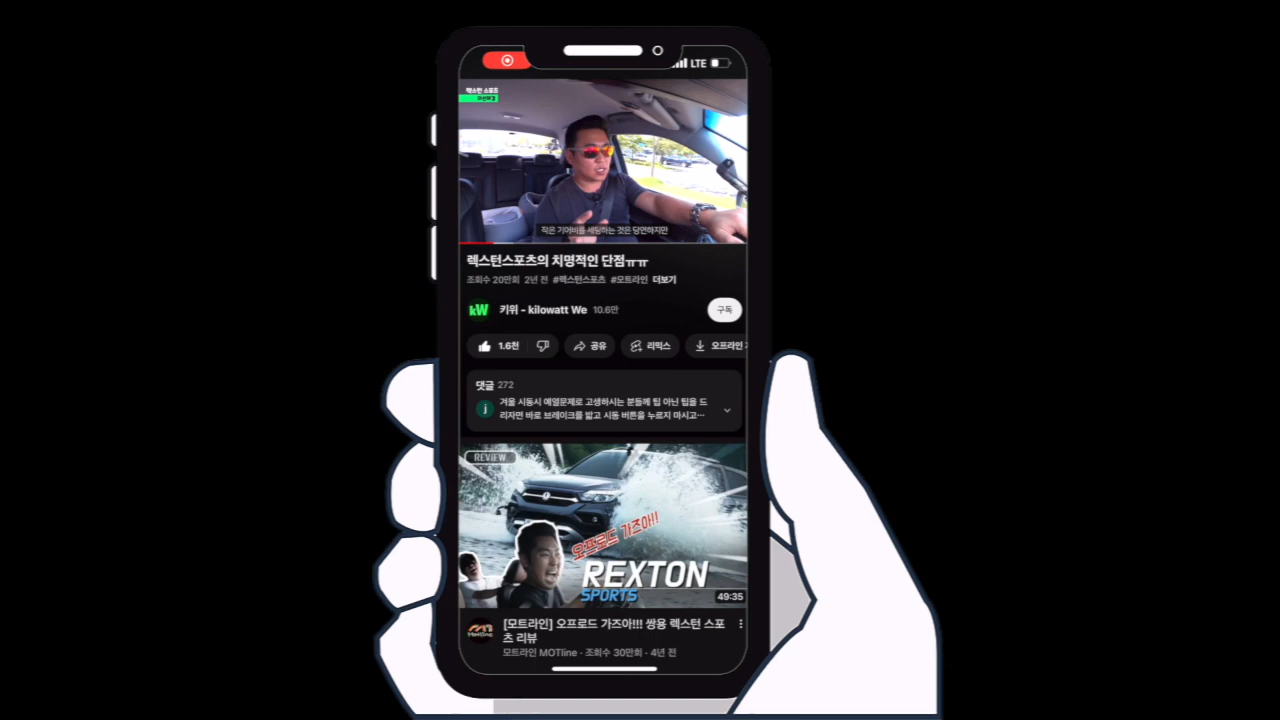 LTE
렉스턴 스포츠
작은 기어비를 세팅하는 것은 당연하지만
렉스턴스포츠의 치명적인 단점ㅠㅠ
조회수 20만회 2년 전 #렉스턴스포츠 #모트라인 더보기
kW 키위 - kilowatt We 10.6만 구독
1.6천 공유 리믹스 오프라인
댓글 272
j 겨울 시동시 예열문제로 고생하시는 분들께 팁 아닌 팁을 드
리자면 바로 브레이크를 밟고 시동 버튼을 누르지 마시고…
REVIEW
오프로드 가즈아!!
REXTON
SPORTS
49:35
[모트라인] 오프로드 가즈아!!! 쌍용 렉스턴 스포
츠 리뷰
모트라인 MOTline · 조회수 30만회 · 4년 전